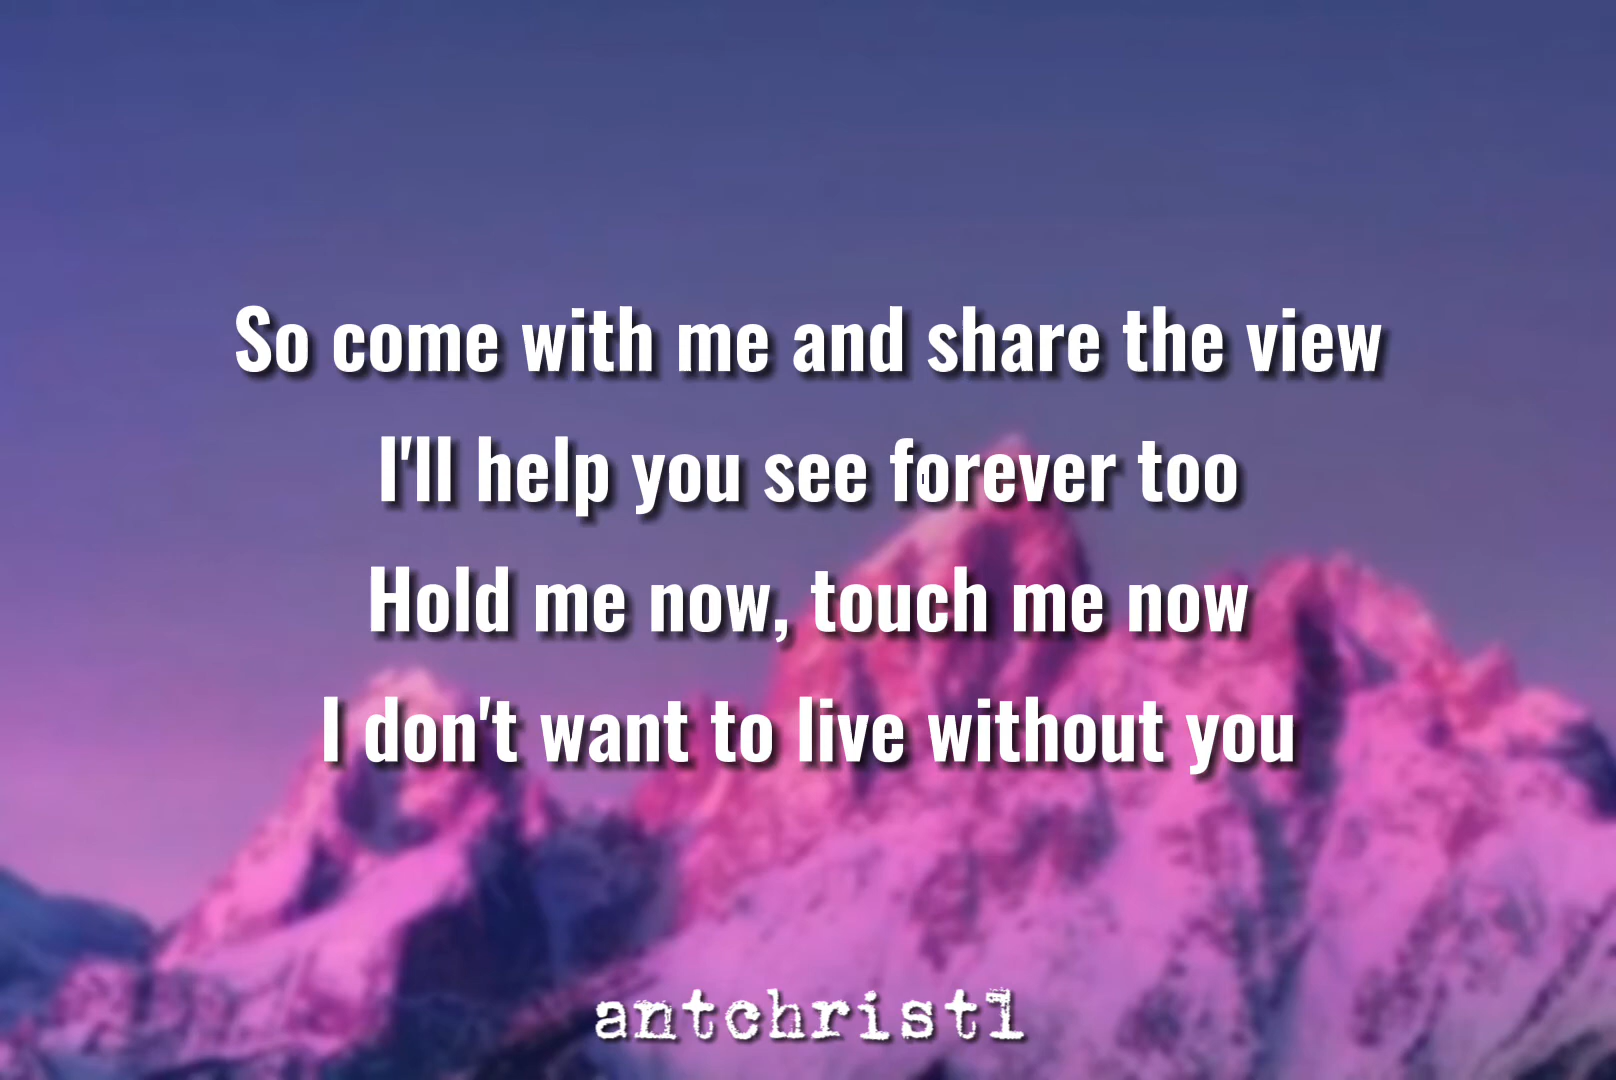 So come with me and share the view
I'll help you see forever too
Hold me now, touch me now
I don't want to live without you
antchrist1